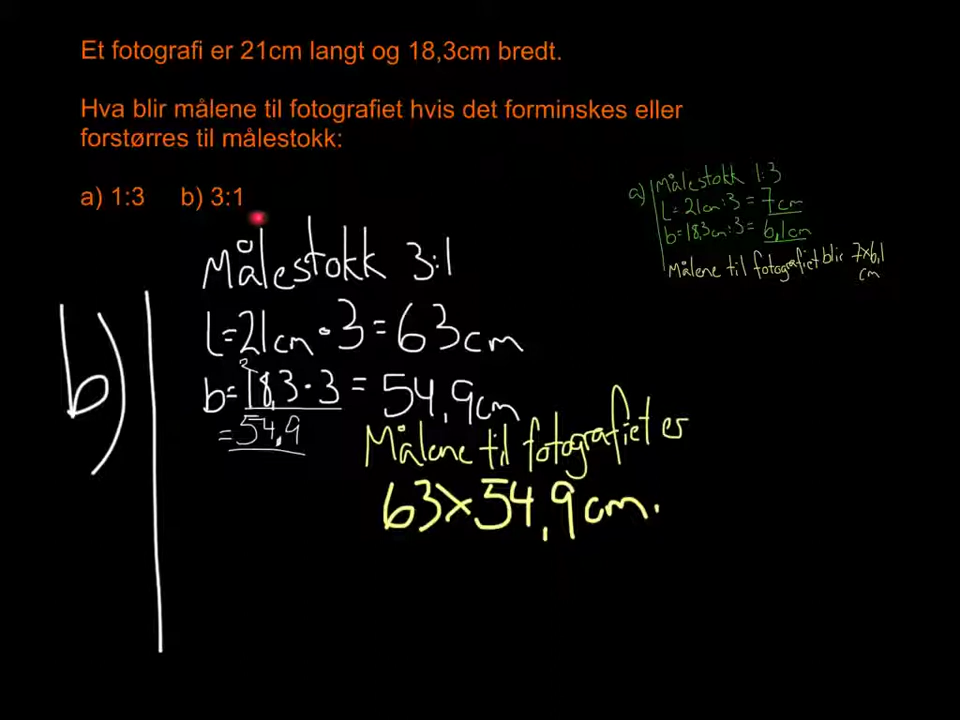 Et fotografi er 21cm langt og 18,3cm bredt.
Hva blir målene til fotografiet hvis det forminskes eller
forstørres til målestokk:
a) 1:3 b) 3:1
a) Målestokk 1:3
L=21cm:3=7cm
b=18,3cm:3=6,1cm
Målene til fotografiet blir 7x6,1
cm
b)
Målestokk 3:1
L=21cm·3=63cm
2
b=18,3·3=54,9cm
=54,9
Målene til fotografiet er
63x54,9cm.